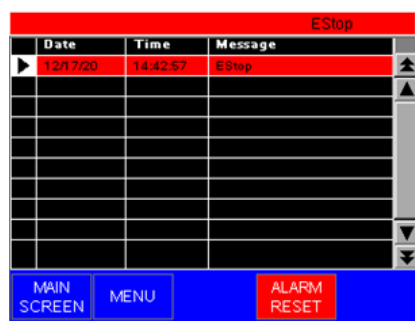 EStop
Date Time Message
12/17/20 14:42:57 EStop
MAIN SCREEN
MENU
ALARM RESET